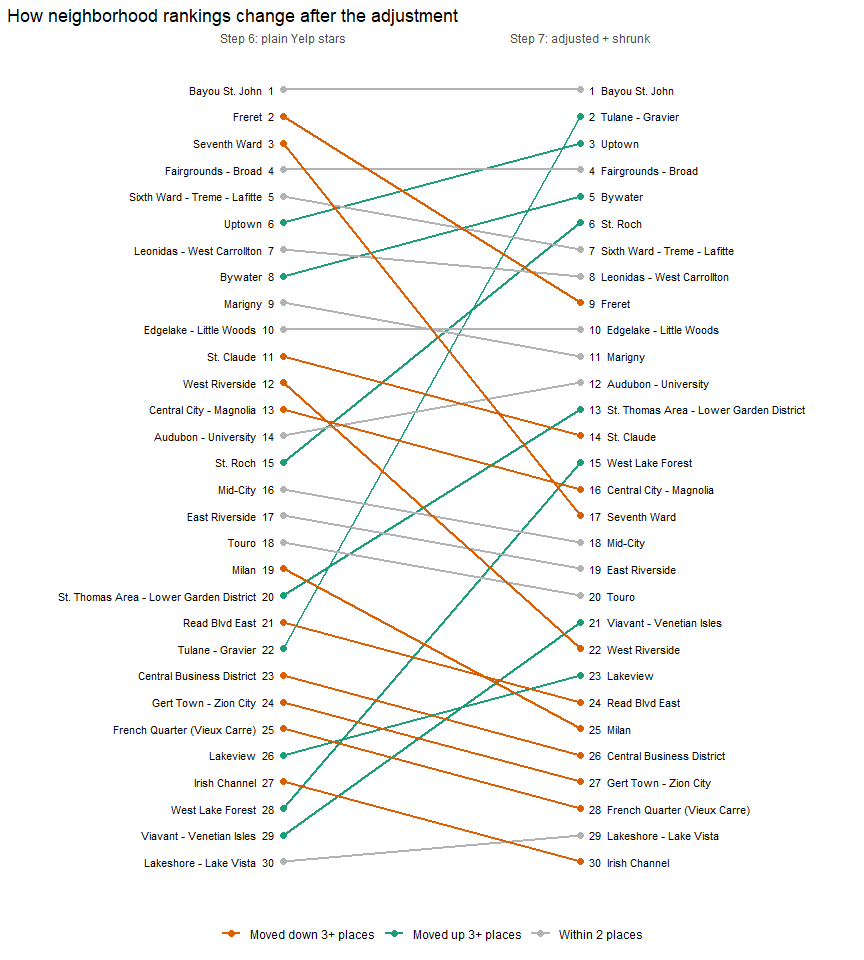 How neighborhood rankings change after the adjustment
Step 6: plain Yelp stars Step 7: adjusted + shrunk
Bayou St. John 1 1 Bayou St. John
Freret 2 2 Tulane - Gravier
Seventh Ward 3 3 Uptown
Fairgrounds - Broad 4 4 Fairgrounds - Broad
Sixth Ward - Treme - Lafitte 5 5 Bywater
Uptown 6 6 St. Roch
Leonidas - West Carrollton 7 7 Sixth Ward - Treme - Lafitte
Bywater 8 8 Leonidas - West Carrollton
Marigny 9 9 Freret
Edgelake - Little Woods 10 10 Edgelake - Little Woods
St. Claude 11 11 Marigny
West Riverside 12 12 Audubon - University
Central City - Magnolia 13 13 St. Thomas Area - Lower Garden District
Audubon - University 14 14 St. Claude
St. Roch 15 15 West Lake Forest
Mid-City 16 16 Central City - Magnolia
East Riverside 17 17 Seventh Ward
Touro 18 18 Mid-City
Milan 19 19 East Riverside
St. Thomas Area - Lower Garden District 20 20 Touro
Read Blvd East 21 21 Viavant - Venetian Isles
Tulane - Gravier 22 22 West Riverside
Central Business District 23 23 Lakeview
Gert Town - Zion City 24 24 Read Blvd East
French Quarter (Vieux Carre) 25 25 Milan
Lakeview 26 26 Central Business District
Irish Channel 27 27 Gert Town - Zion City
West Lake Forest 28 28 French Quarter (Vieux Carre)
Viavant - Venetian Isles 29 29 Lakeshore - Lake Vista
Lakeshore - Lake Vista 30 30 Irish Channel
Moved down 3+ places Moved up 3+ places Within 2 places